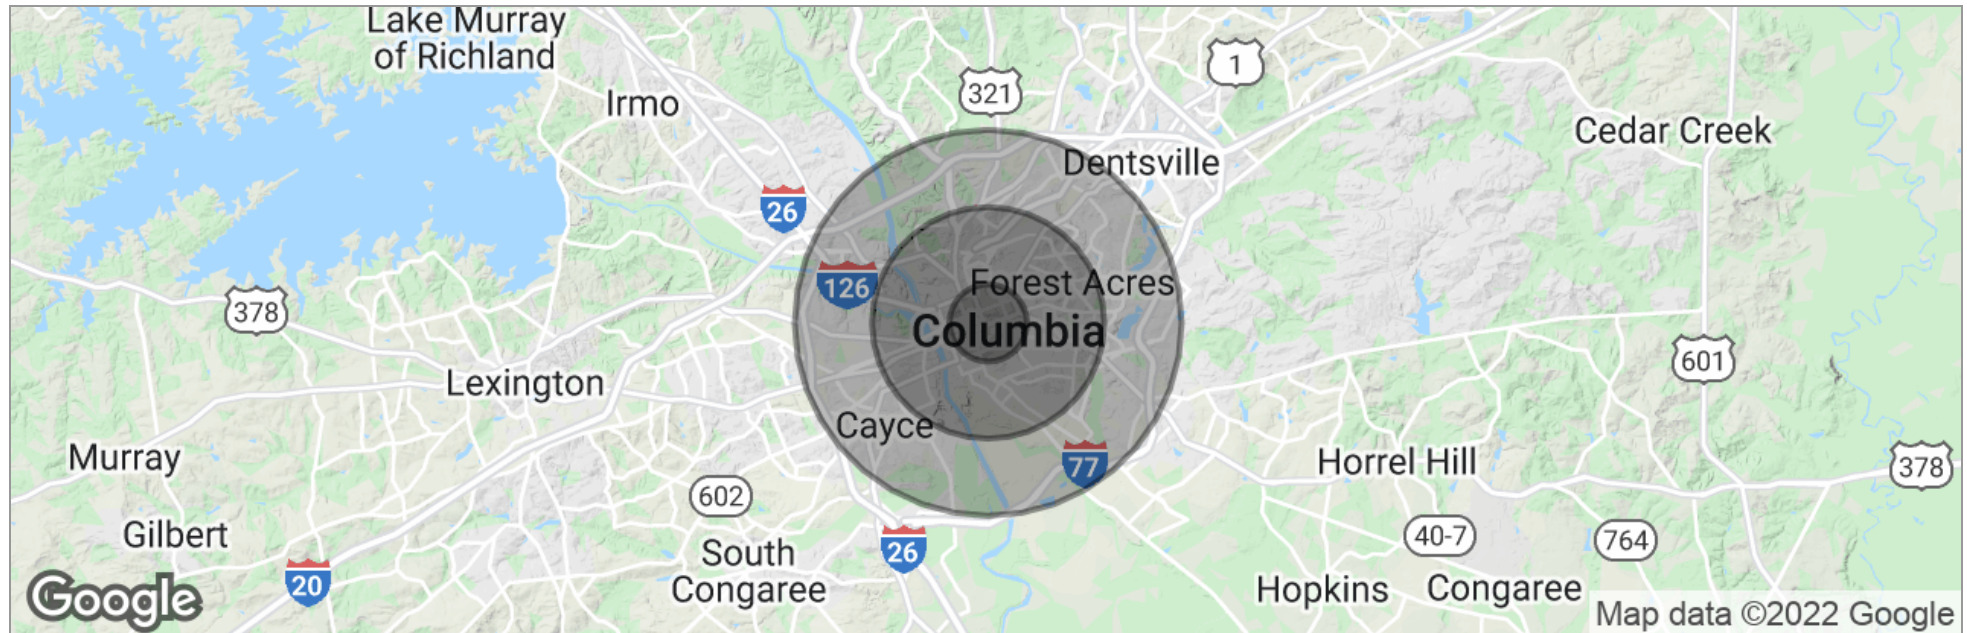 Lake Murray
of Richland
Irmo
321
1
Cedar Creek
Dentsville
26
126
Forest Acres
378
Columbia
601
Lexington
Cayce
Murray
77
Horrel Hill
378
602
Gilbert
40-7
764
South
Congaree
26
20
Hopkins
Congaree
Google
Map data ©2022 Google